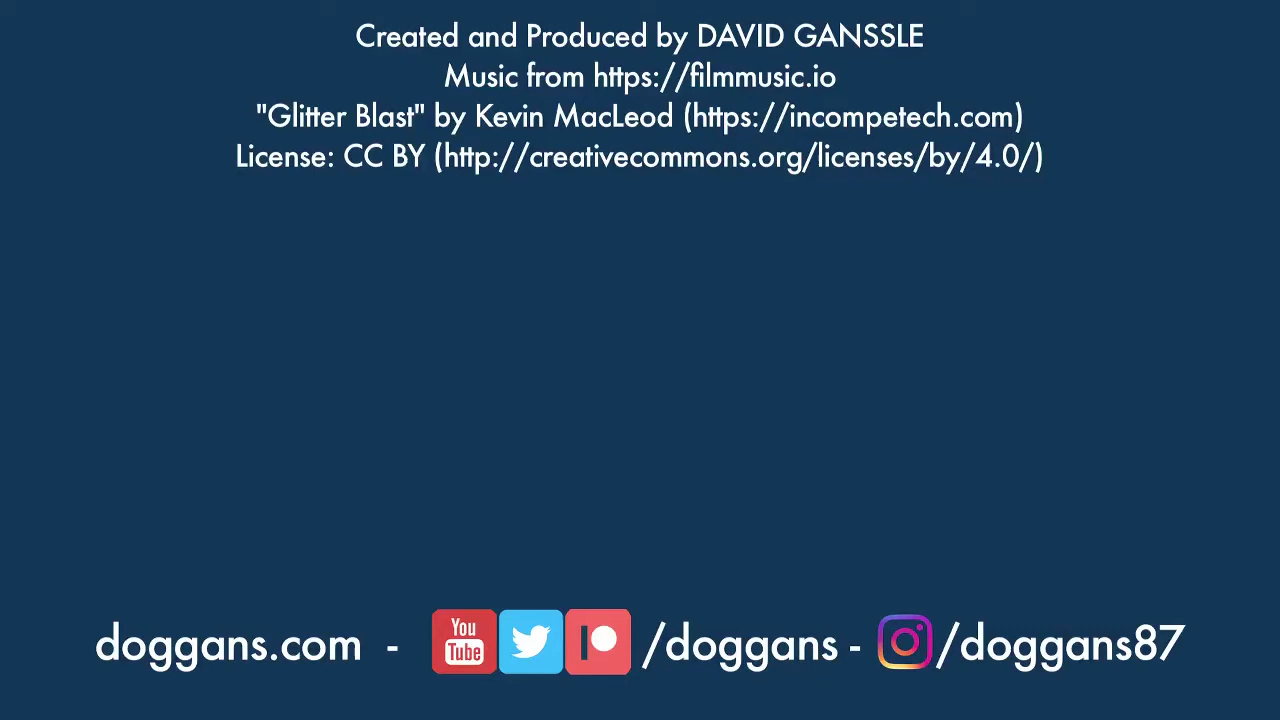 Created and Produced by DAVID GANSSLE
Music from https://filmmusic.io
"Glitter Blast" by Kevin MacLeod (https://incompetech.com)
License: CC BY (http://creativecommons.org/licenses/by/4.0/)
doggans.com - You Tube /doggans - /doggans87